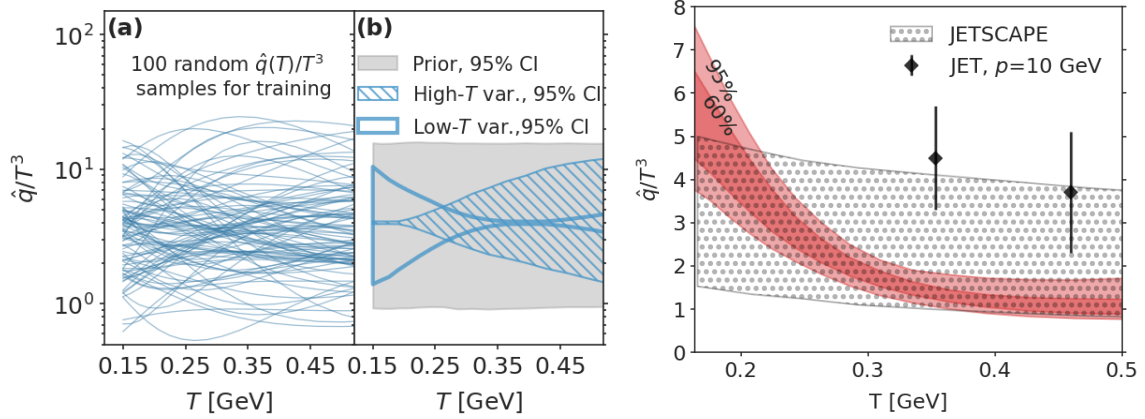 (a)
100 random q̂(T)/T³
samples for training
10²
10¹
10⁰
q̂/T³
0.15 0.25 0.35 0.45
T [GeV]
(b)
Prior, 95% CI
High-T var., 95% CI
Low-T var.,95% CI
0.15 0.25 0.35 0.45
T [GeV]
8
7
6
5
4
3
2
1
0
q̂/T³
95%
60%
JETSCAPE
JET, p=10 GeV
0.2 0.3 0.4 0.5
T [GeV]